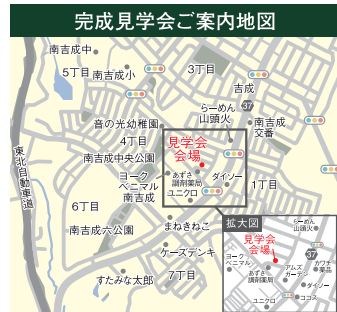 完成見学会ご案内地図
南吉成中
5丁目
南吉成小
3丁目
吉成
らーめん
山頭火
37
南吉成
交番
音の光幼稚園
4丁目
見学会
会場
南吉成中央公園
東北自動車道
ヨーク
ベニマル
南吉成
あずさ
調剤薬局
ダイソー
ユニクロ
1丁目
6丁目
南吉成六公園
まねきねこ
ケーズデンキ
すたみな太郎
7丁目
拡大図
らーめん
山頭火
見学会
会場
37
ヨーク
ベニマル
カワチ
薬品
あずさ
調剤薬局
アムズ
ガーデン
ダイソー
ユニクロ
ココス